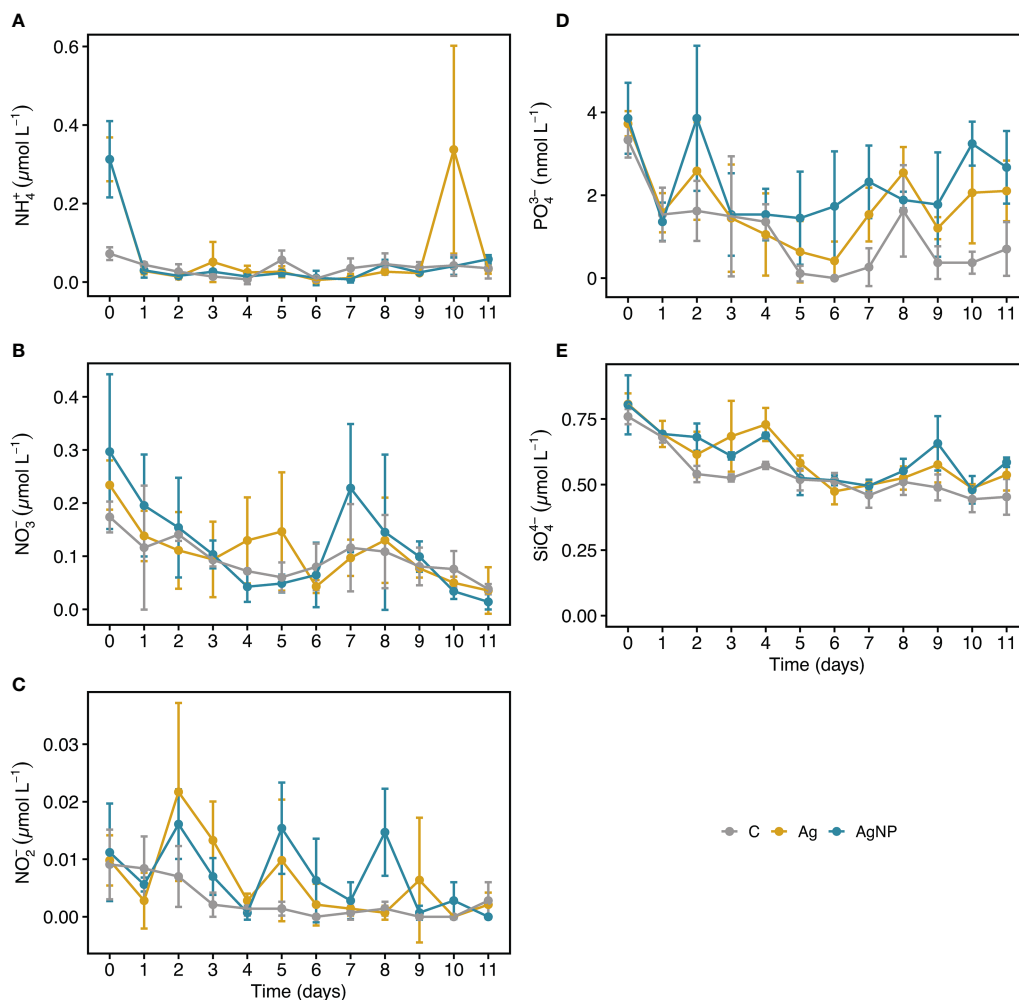 A
NH₄⁺ (µmol L⁻¹)
0.6
0.4
0.2
0.0
0 1 2 3 4 5 6 7 8 9 10 11
B
NO₃⁻ (µmol L⁻¹)
0.4
0.3
0.2
0.1
0.0
0 1 2 3 4 5 6 7 8 9 10 11
C
NO₂⁻ (µmol L⁻¹)
0.03
0.02
0.01
0.00
0 1 2 3 4 5 6 7 8 9 10 11
Time (days)
D
PO₄³⁻ (nmol L⁻¹)
4
2
0
0 1 2 3 4 5 6 7 8 9 10 11
E
SiO₄⁴⁻ (µmol L⁻¹)
0.75
0.50
0.25
0.00
0 1 2 3 4 5 6 7 8 9 10 11
Time (days)
C Ag AgNP